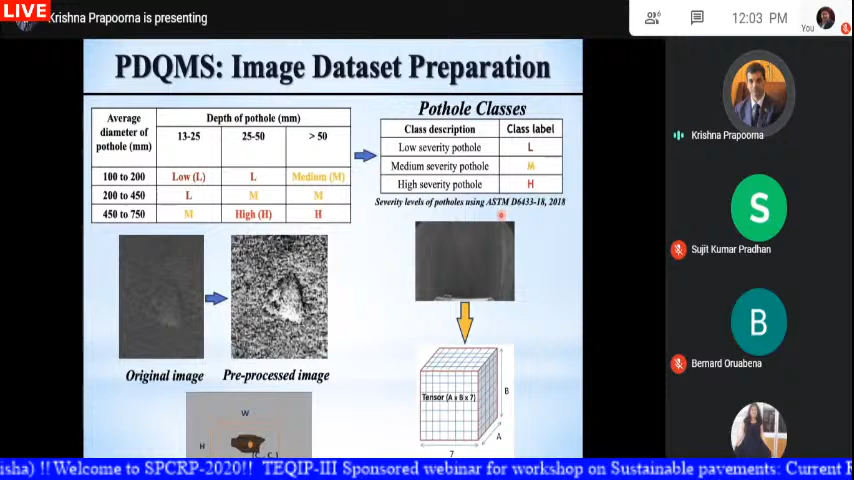 LIVE
Krishna Prapoorna is presenting
6
12:03 PM
You
PDQMS: Image Dataset Preparation
Average diameter of pothole (mm)
Depth of pothole (mm)
13-25
25-50
> 50
100 to 200
Low (L)
L
Medium (M)
200 to 450
L
M
M
450 to 750
M
High (H)
H
Pothole Classes
Class description
Class label
Low severity pothole
L
Medium severity pothole
M
High severity pothole
H
Severity levels of potholes using ASTM D6433-18, 2018
Original image
Pre-processed image
W
H
Tensor (A x B x 7)
B
A
7
Krishna Prapoorna
S
Sujit Kumar Pradhan
B
Bernard Oruabena
isha) !! Welcome to SPCRP-2020!! TEQIP-III Sponsored webinar for workshop on Sustainable pavements: Current R